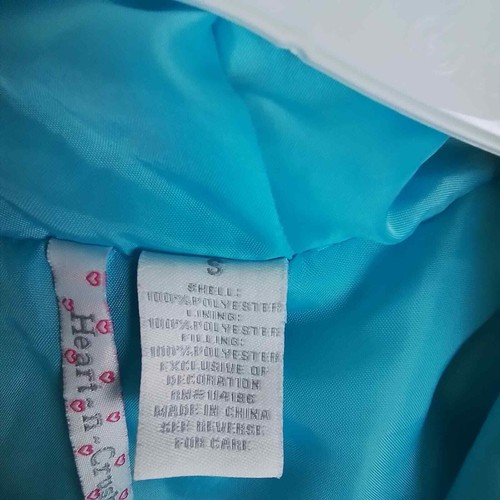 S
SHELL:
100%POLYESTER
LINING:
100%POLYESTER
FILLING:
100%POLYESTER
EXCLUSIVE OF
DECORATION
RN#114186
MADE IN CHINA
SEE REVERSE
FOR CARE
Heart-n-Crush